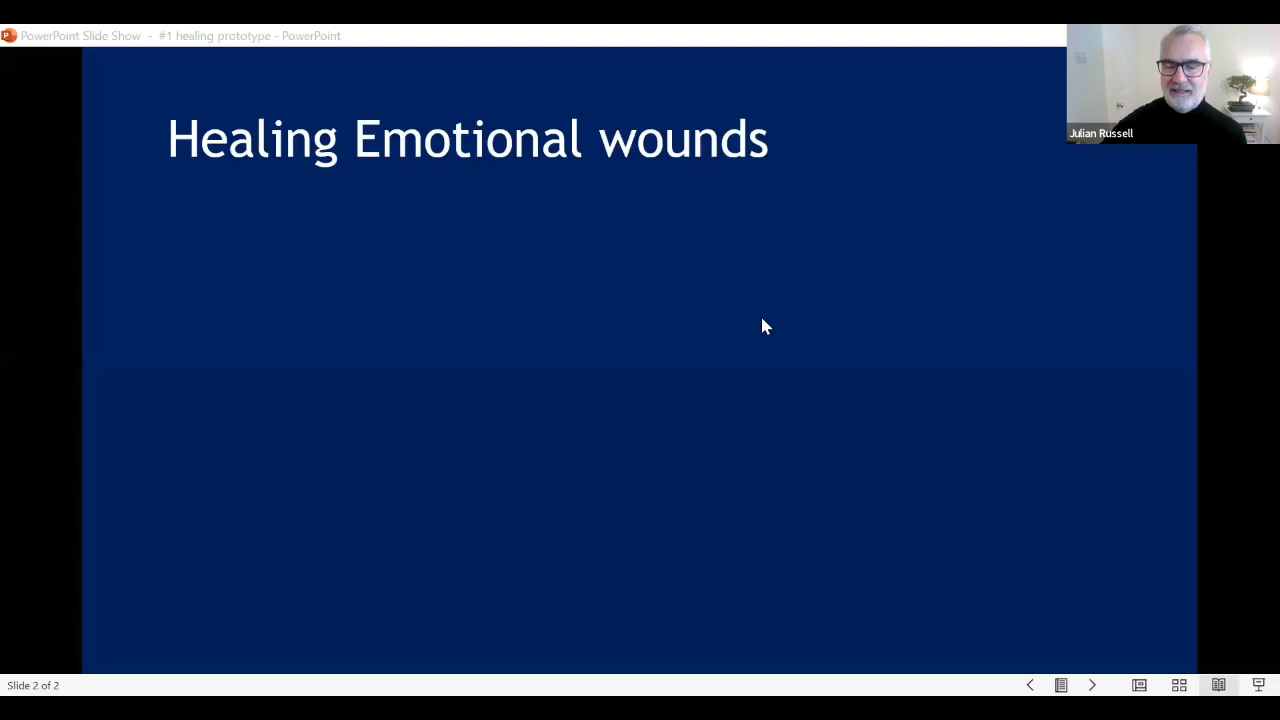 PowerPoint Slide Show - #1 healing prototype - PowerPoint
Julian Russell
Healing Emotional wounds
Slide 2 of 2